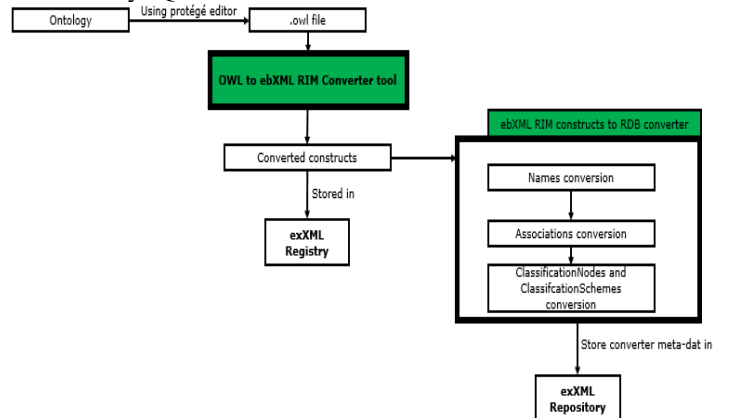 Ontology
Using protégé editor
.owl file
OWL to ebXML RIM Converter tool
ebXML RIM constructs to RDB converter
Converted constructs
Names conversion
Stored in
exXML
Registry
Associations conversion
ClassificationNodes and
ClassifcationSchemes
conversion
Store converter meta-dat in
exXML
Repository